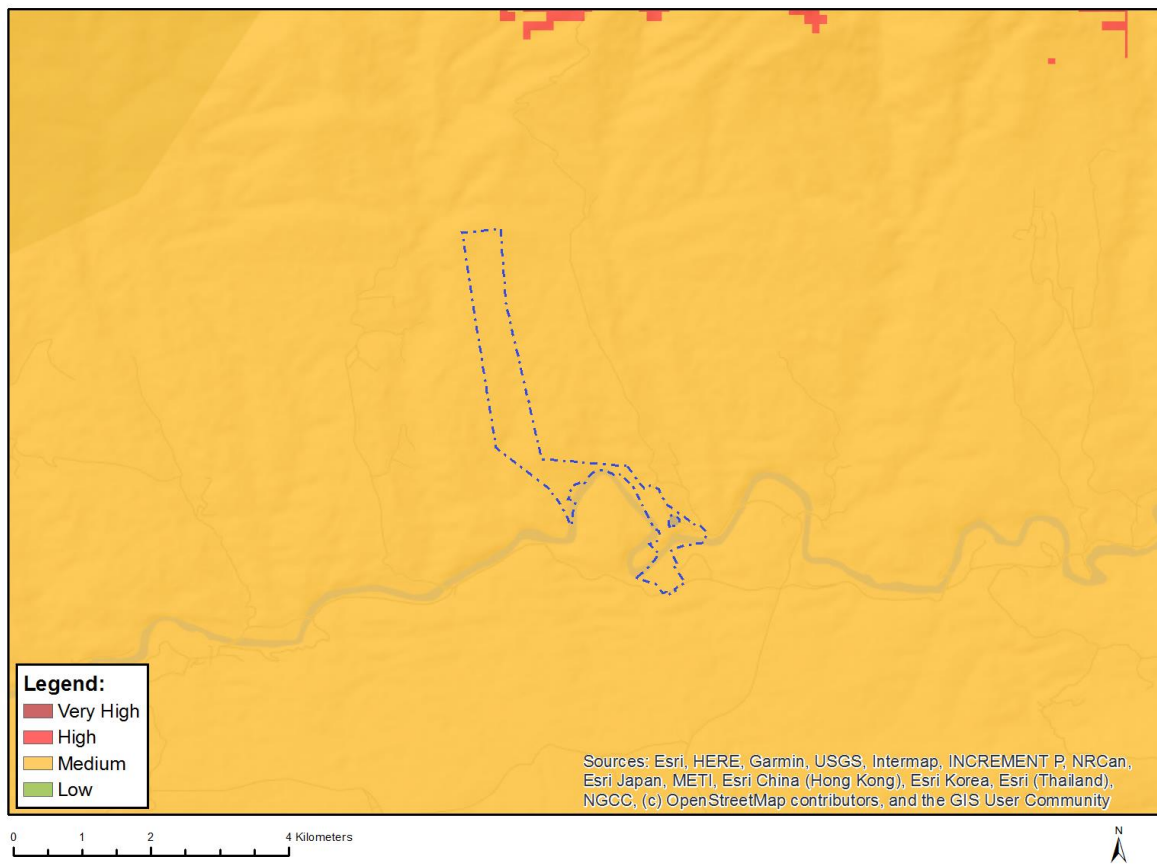 Legend:
Very High
High
Medium
Low
Sources: Esri, HERE, Garmin, USGS, Intermap, INCREMENT P, NRCan,
Esri Japan, METI, Esri China (Hong Kong), Esri Korea, Esri (Thailand),
NGCC, (c) OpenStreetMap contributors, and the GIS User Community
0 1 2 4 Kilometers
N